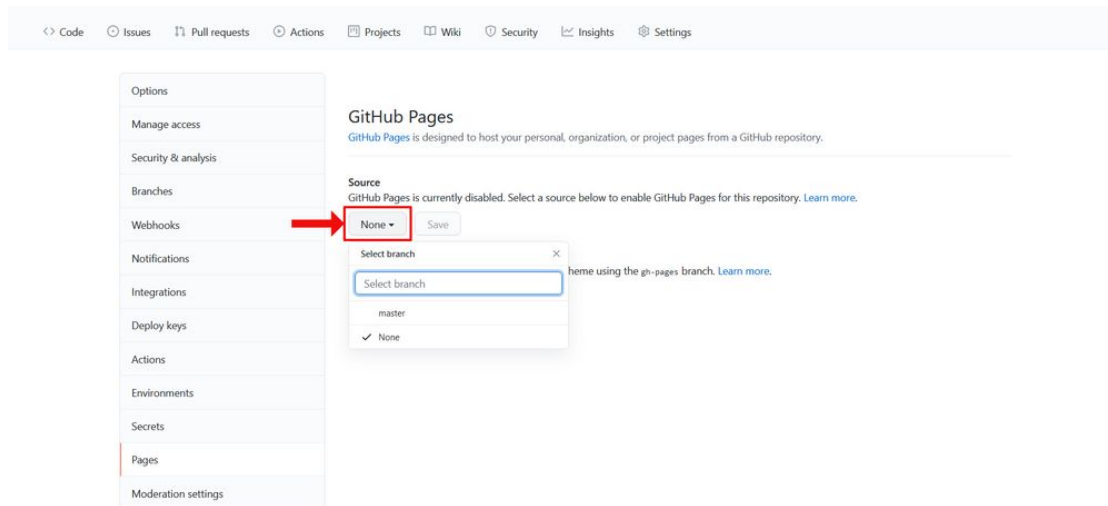 Code Issues Pull requests Actions Projects Wiki Security Insights Settings
Options
Manage access
Security & analysis
Branches
Webhooks
Notifications
Integrations
Deploy keys
Actions
Environments
Secrets
Pages
Moderation settings
GitHub Pages
GitHub Pages is designed to host your personal, organization, or project pages from a GitHub repository.
Source
GitHub Pages is currently disabled. Select a source below to enable GitHub Pages for this repository. Learn more.
None Save
Select branch
heme using the gh-pages branch. Learn more.
Select branch
master
None